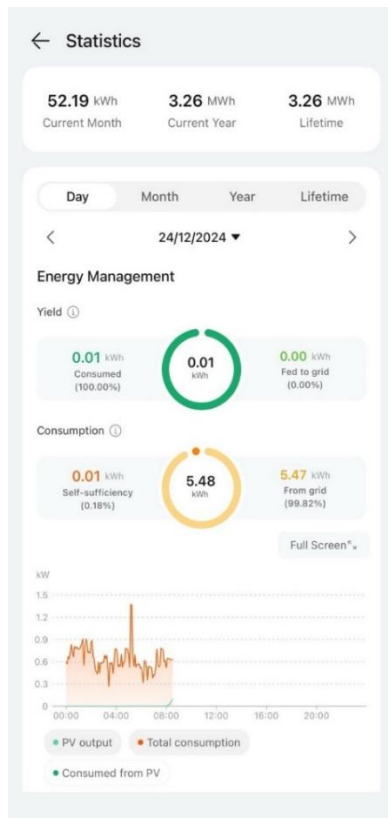 Statistics
52.19 kWh 3.26 MWh 3.26 MWh
Current Month Current Year Lifetime
Day Month Year Lifetime
24/12/2024
Energy Management
Yield
0.01 kWh
Consumed
(100.00%)
0.01
kWh
0.00 kWh
Fed to grid
(0.00%)
Consumption
0.01 kWh
Self-sufficiency
(0.18%)
5.48
kWh
5.47 kWh
From grid
(99.82%)
Full Screen
kW
1.5
1.2
0.9
0.6
0.3
0
00:00 04:00 08:00 12:00 16:00 20:00
PV output Total consumption
Consumed from PV